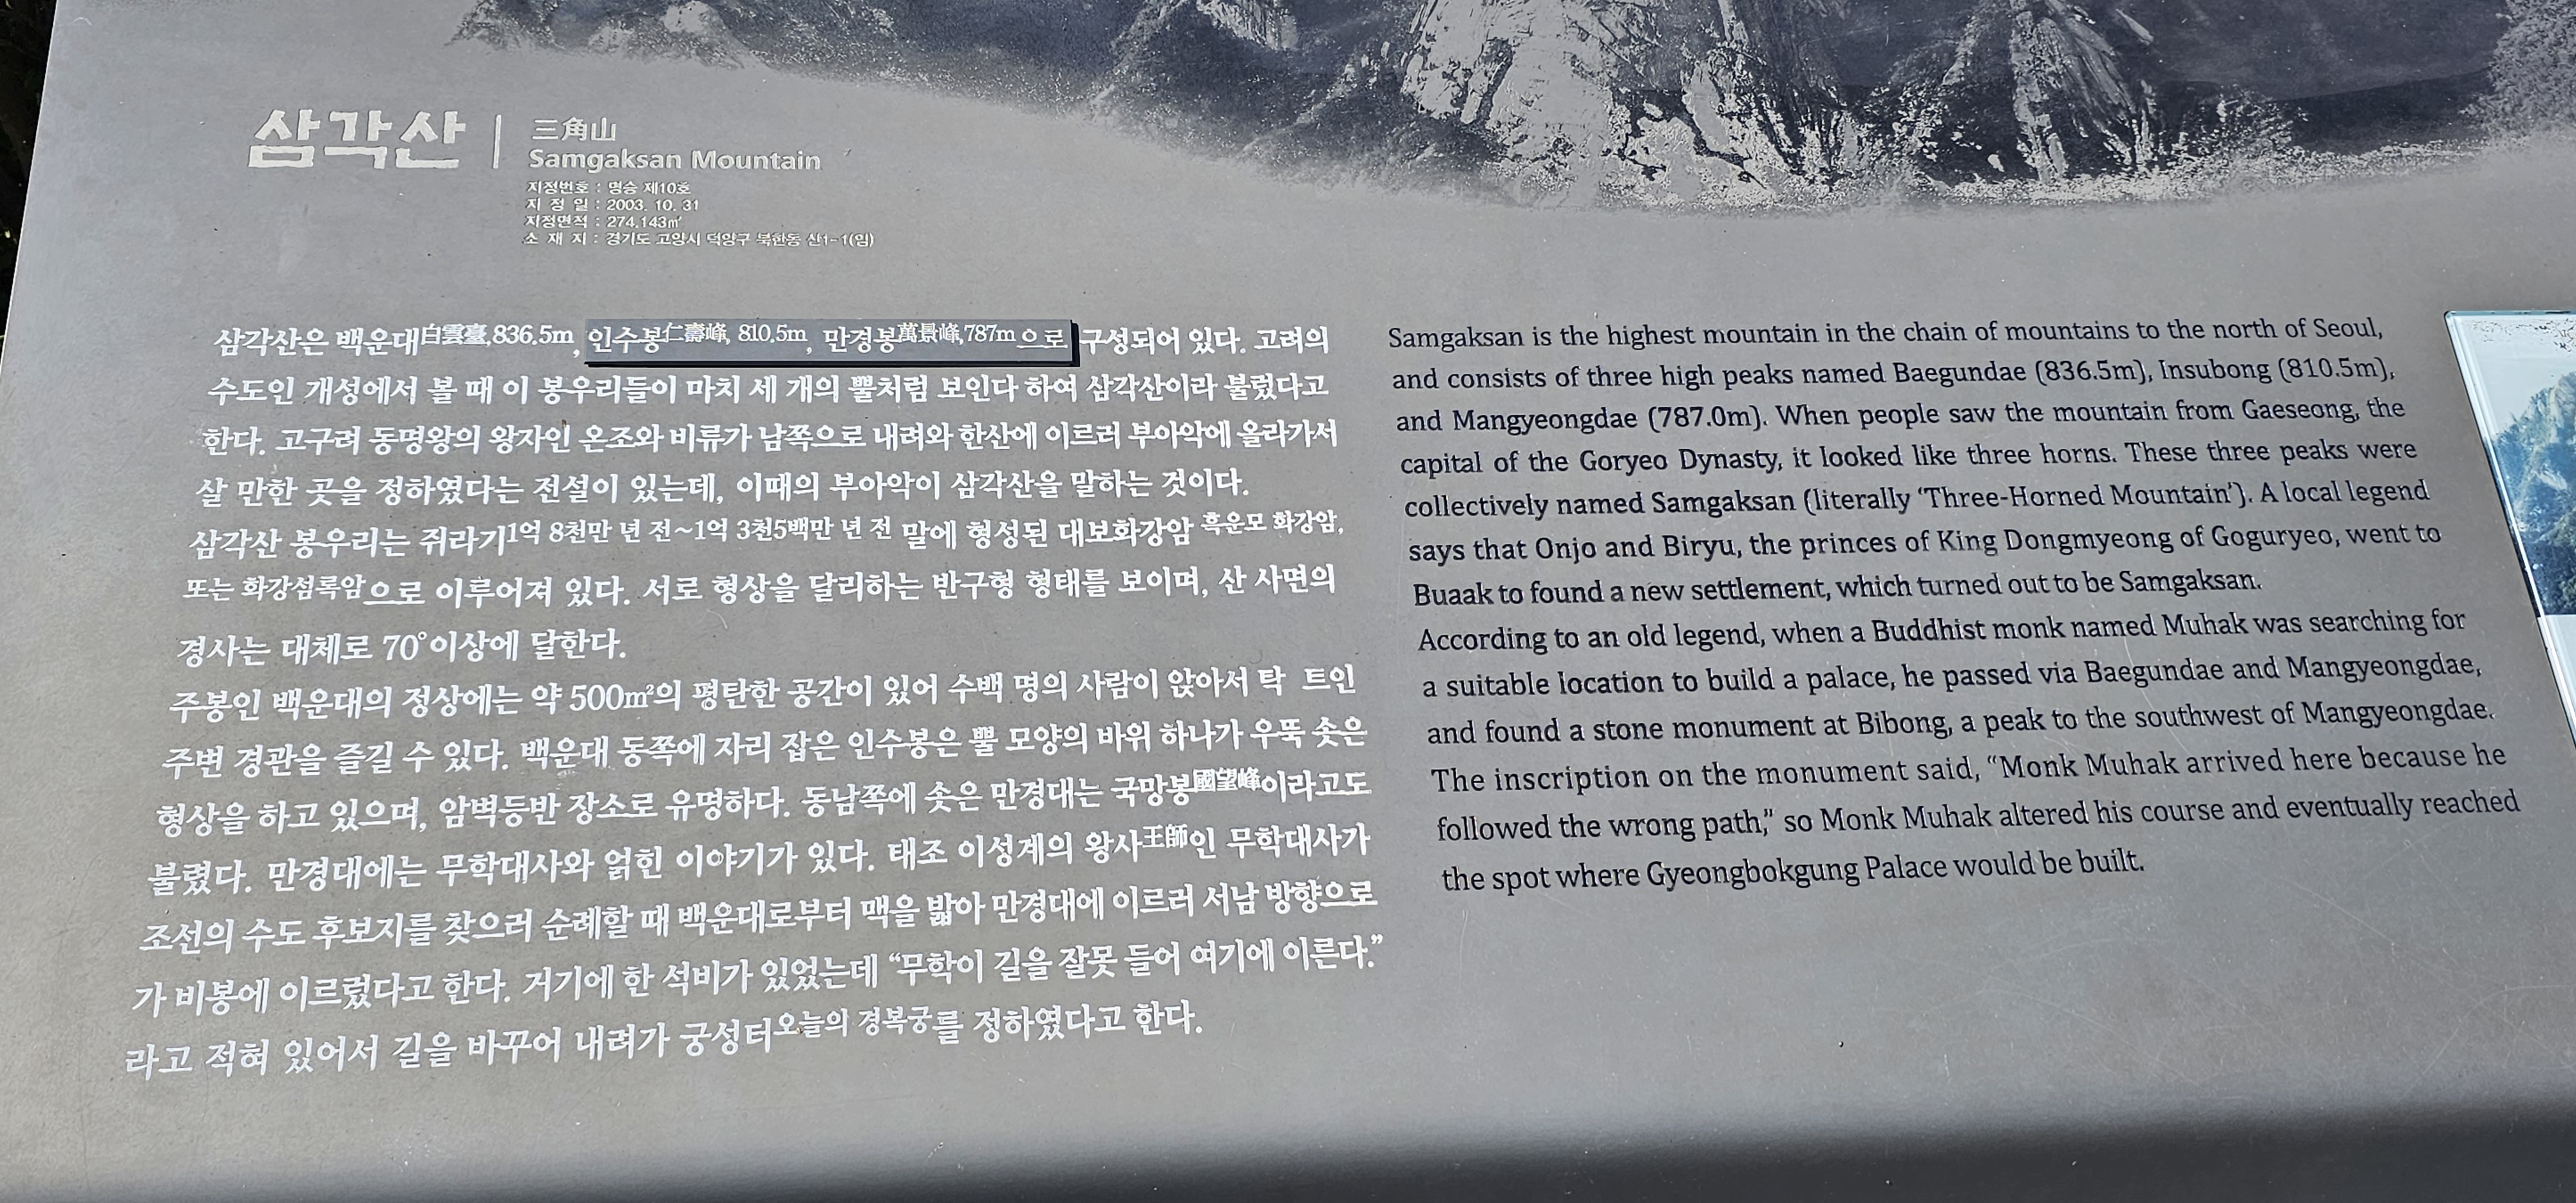 삼각산
三角山
Samgaksan Mountain
지정번호 : 명승 제10호
지 정 일 : 2003. 10. 31
지정면적 : 274.143㎡
소 재 지 : 경기도 고양시 덕양구 북한동 산1-1(임)
삼각산은 백운대白雲臺,836.5m, 인수봉仁壽峰, 810.5m, 만경봉萬景峰,787m으로 구성되어 있다. 고려의
수도인 개성에서 볼 때 이 봉우리들이 마치 세 개의 뿔처럼 보인다 하여 삼각산이라 불렀다고
한다. 고구려 동명왕의 왕자인 온조와 비류가 남쪽으로 내려와 한산에 이르러 부아악에 올라가서
살 만한 곳을 정하였다는 전설이 있는데, 이때의 부아악이 삼각산을 말하는 것이다.
삼각산 봉우리는 쥐라기1억 8천만 년 전~1억 3천5백만 년 전 말에 형성된 대보화강암 흑운모 화강암,
또는 화강섬록암으로 이루어져 있다. 서로 형상을 달리하는 반구형 형태를 보이며, 산 사면의
경사는 대체로 70°이상에 달한다.
주봉인 백운대의 정상에는 약 500㎡의 평탄한 공간이 있어 수백 명의 사람이 앉아서 탁 트인
주변 경관을 즐길 수 있다. 백운대 동쪽에 자리 잡은 인수봉은 뿔 모양의 바위 하나가 우뚝 솟은
형상을 하고 있으며, 암벽등반 장소로 유명하다. 동남쪽에 솟은 만경대는 국망봉國望峰이라고도
불렸다. 만경대에는 무학대사와 얽힌 이야기가 있다. 태조 이성계의 왕사王師인 무학대사가
조선의 수도 후보지를 찾으러 순례할 때 백운대로부터 맥을 밟아 만경대에 이르러 서남 방향으로
가 비봉에 이르렀다고 한다. 거기에 한 석비가 있었는데 “무학이 길을 잘못 들어 여기에 이른다.”
라고 적혀 있어서 길을 바꾸어 내려가 궁성터오늘의 경복궁를 정하였다고 한다.
Samgaksan is the highest mountain in the chain of mountains to the north of Seoul,
and consists of three high peaks named Baegundae (836.5m), Insubong (810.5m),
and Mangyeongdae (787.0m). When people saw the mountain from Gaeseong, the
capital of the Goryeo Dynasty, it looked like three horns. These three peaks were
collectively named Samgaksan (literally ‘Three-Horned Mountain’). A local legend
says that Onjo and Biryu, the princes of King Dongmyeong of Goguryeo, went to
Buaak to found a new settlement, which turned out to be Samgaksan.
According to an old legend, when a Buddhist monk named Muhak was searching for
a suitable location to build a palace, he passed via Baegundae and Mangyeongdae,
and found a stone monument at Bibong, a peak to the southwest of Mangyeongdae.
The inscription on the monument said, “Monk Muhak arrived here because he
followed the wrong path,” so Monk Muhak altered his course and eventually reached
the spot where Gyeongbokgung Palace would be built.